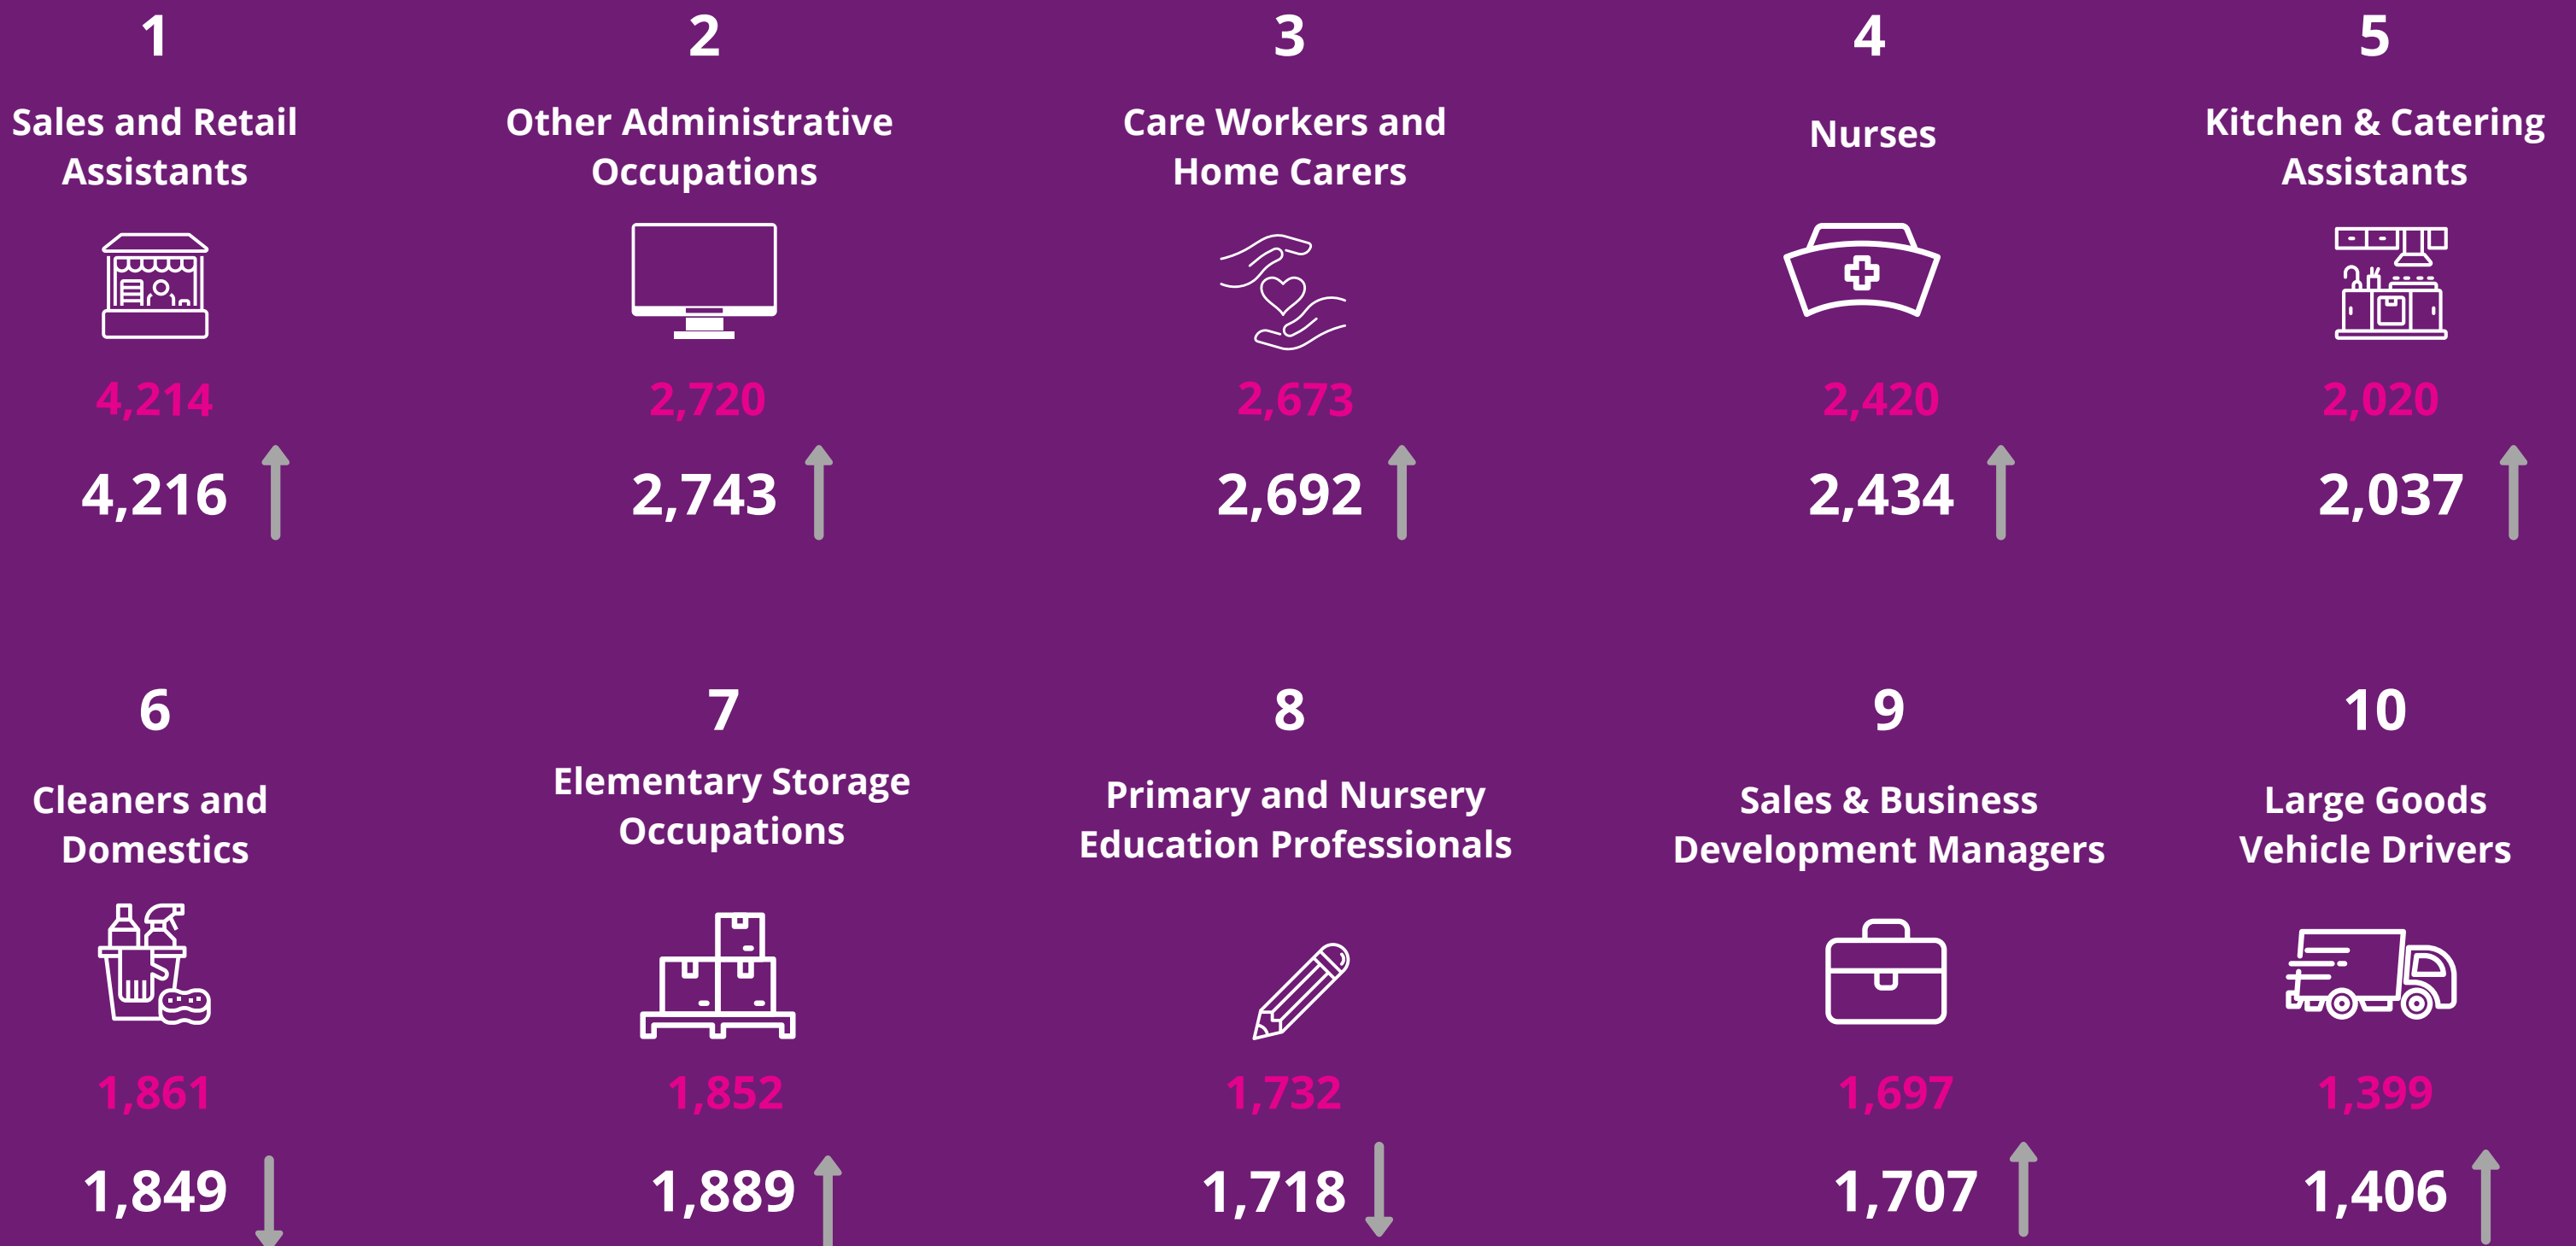 1
Sales and Retail
Assistants
4,214
4,216
2
Other Administrative
Occupations
2,720
2,743
3
Care Workers and
Home Carers
2,673
2,692
4
Nurses
2,420
2,434
5
Kitchen & Catering
Assistants
2,020
2,037
6
Cleaners and
Domestics
1,861
1,849
7
Elementary Storage
Occupations
1,852
1,889
8
Primary and Nursery
Education Professionals
1,732
1,718
9
Sales & Business
Development Managers
1,697
1,707
10
Large Goods
Vehicle Drivers
1,399
1,406